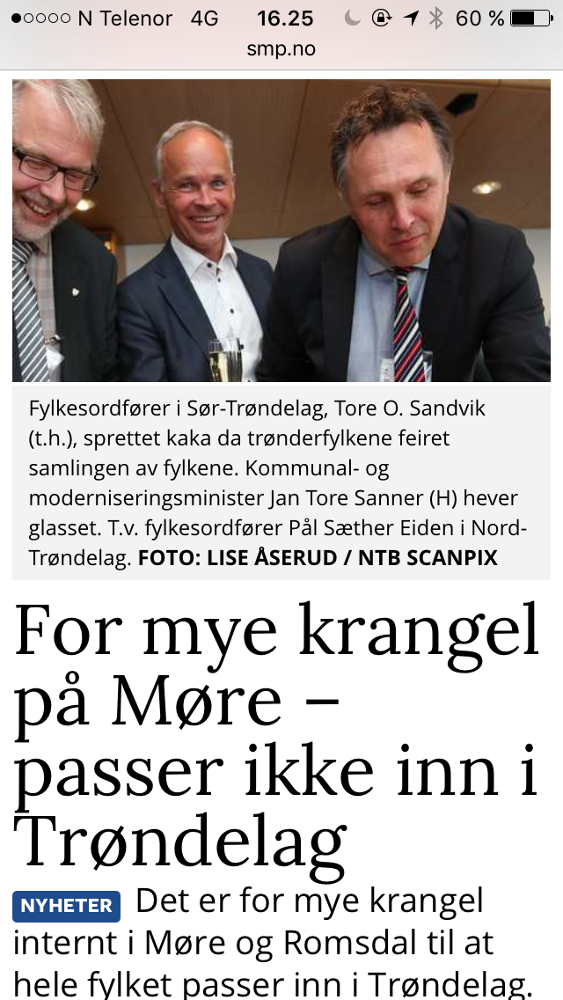 N Telenor 4G 16.25 60 %
smp.no
Fylkesordfører i Sør-Trøndelag, Tore O. Sandvik
(t.h.), sprettet kaka da trønderfylkene feiret
samlingen av fylkene. Kommunal- og
moderniseringsminister Jan Tore Sanner (H) hever
glasset. T.v. fylkesordfører Pål Sæther Eiden i Nord-
Trøndelag. FOTO: LISE ÅSERUD / NTB SCANPIX
For mye krangel
på Møre –
passer ikke inn i
Trøndelag
NYHETER Det er for mye krangel
internt i Møre og Romsdal til at
hele fylket passer inn i Trøndelag.